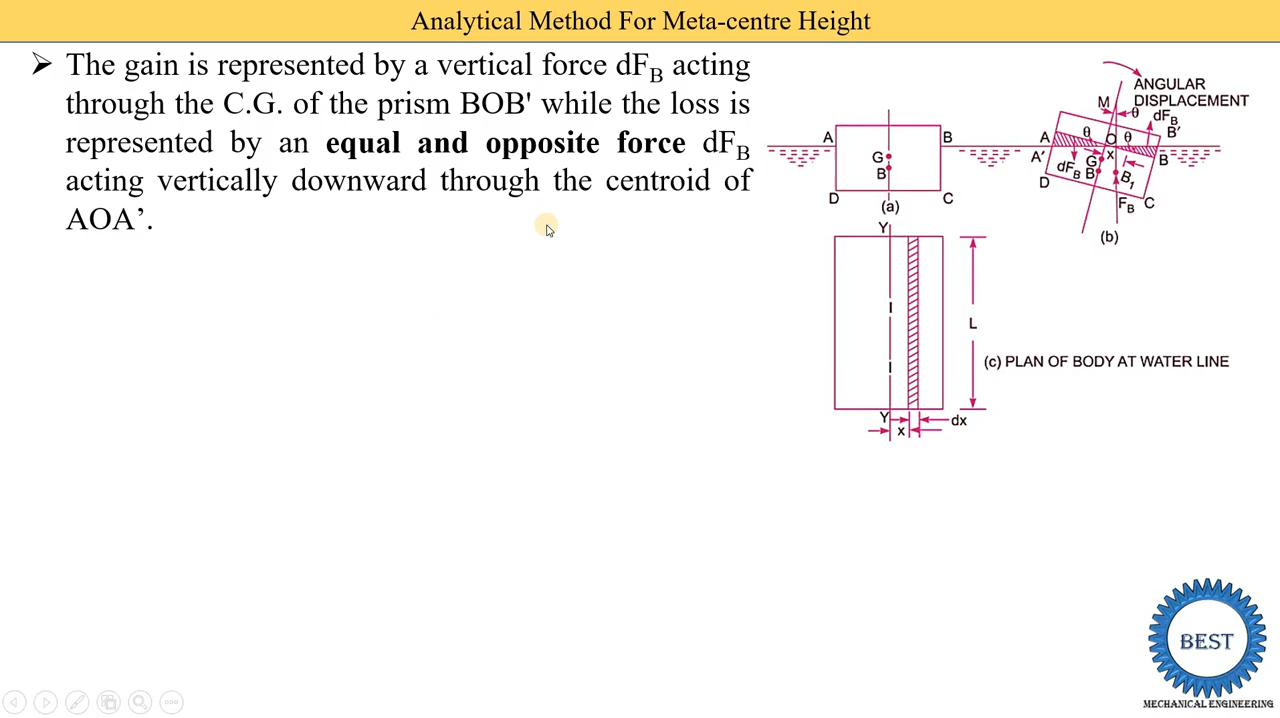 Analytical Method For Meta-centre Height
➤ The gain is represented by a vertical force dF_B acting
through the C.G. of the prism BOB' while the loss is
represented by an equal and opposite force dF_B
acting vertically downward through the centroid of
AOA’.
A
B
G
B
D
C
(a)
ANGULAR
DISPLACEMENT
M
θ
dF_B
B'
A
θ
O
θ
A'
x
B
G
dF_B
B
B_1
D
F_B
C
(b)
Y
L
(c) PLAN OF BODY AT WATER LINE
Y
dx
x
BEST
MECHANICAL ENGINEERING